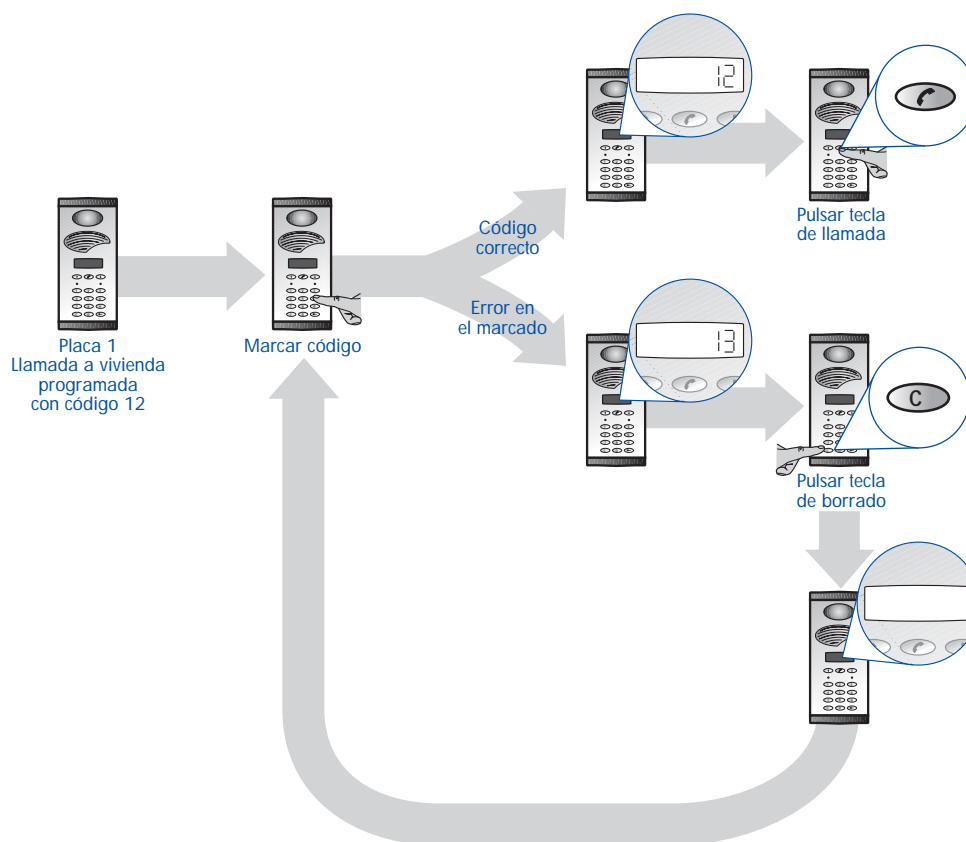 12
Código
correcto
Pulsar tecla
de llamada
Placa 1
Llamada a vivienda
programada
con código 12
Marcar código
Error en
el marcado
13
C
Pulsar tecla
de borrado